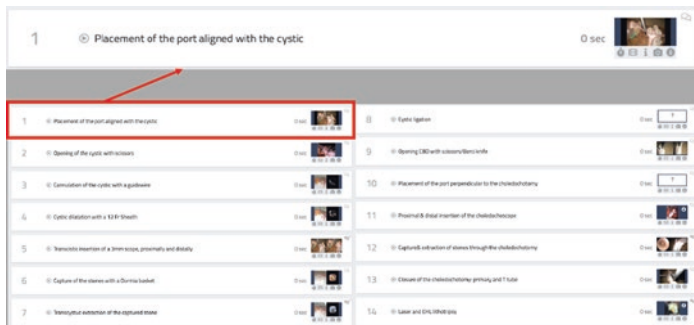 1 Placement of the port aligned with the cystic 0 sec
1 Placement of the port aligned with the cystic 0 sec
2 Opening of the cystic with scissors 0 sec
3 Cannulation of the cystic with a guidewire 0 sec
4 Cystic dilatation with a 12 Fr Sheath 0 sec
5 Transcystic insertion of a 3mm scope, proximally and distally 0 sec
6 Capture of the stones with a Dormia basket 0 sec
7 Transcystic extraction of the captured stone 0 sec
8 Cystic ligation 0 sec
9 Opening CBD with scissors/Berci knife 0 sec
10 Placement of the port perpendicular to the choledochotomy 0 sec
11 Proximal & distal insertion of the choledochoscope 0 sec
12 Capture & extraction of stones through the choledochotomy 0 sec
13 Closure of the choledochotomy primary and T tube 0 sec
14 Laser and EHL lithotripsy 0 sec